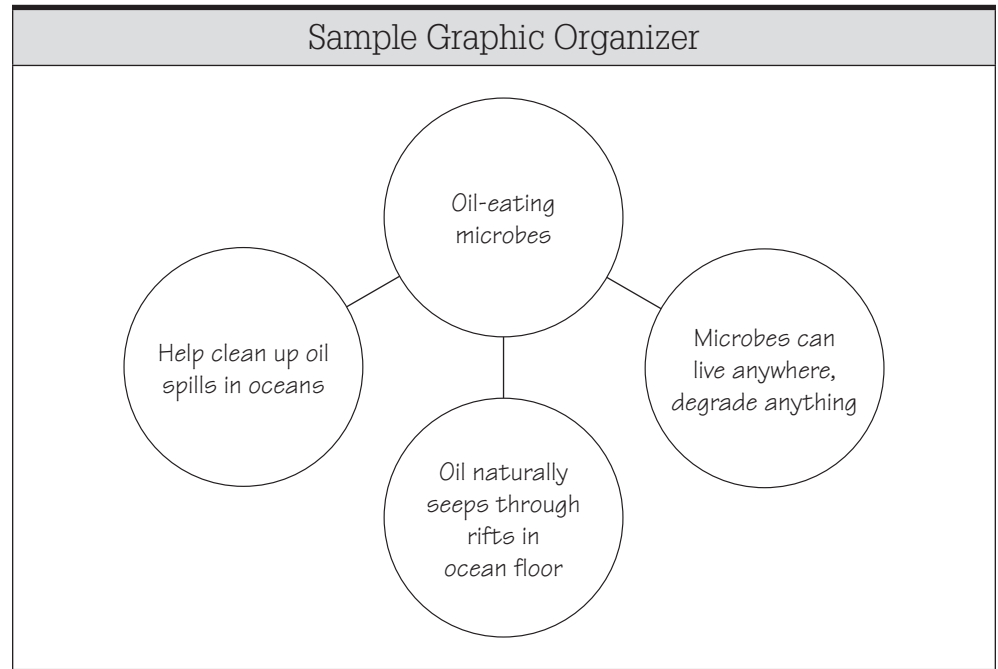 Sample Graphic Organizer
Oil-eating
microbes
Help clean up oil
spills in oceans
Microbes can
live anywhere,
degrade anything
Oil naturally
seeps through
rifts in
ocean floor